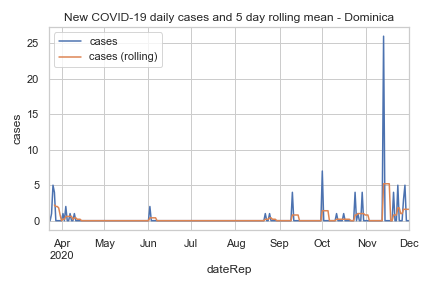 New COVID-19 daily cases and 5 day rolling mean - Dominica
cases
cases (rolling)
25
20
15
10
5
0
cases
Apr May Jun Jul Aug Sep Oct Nov Dec
2020
dateRep